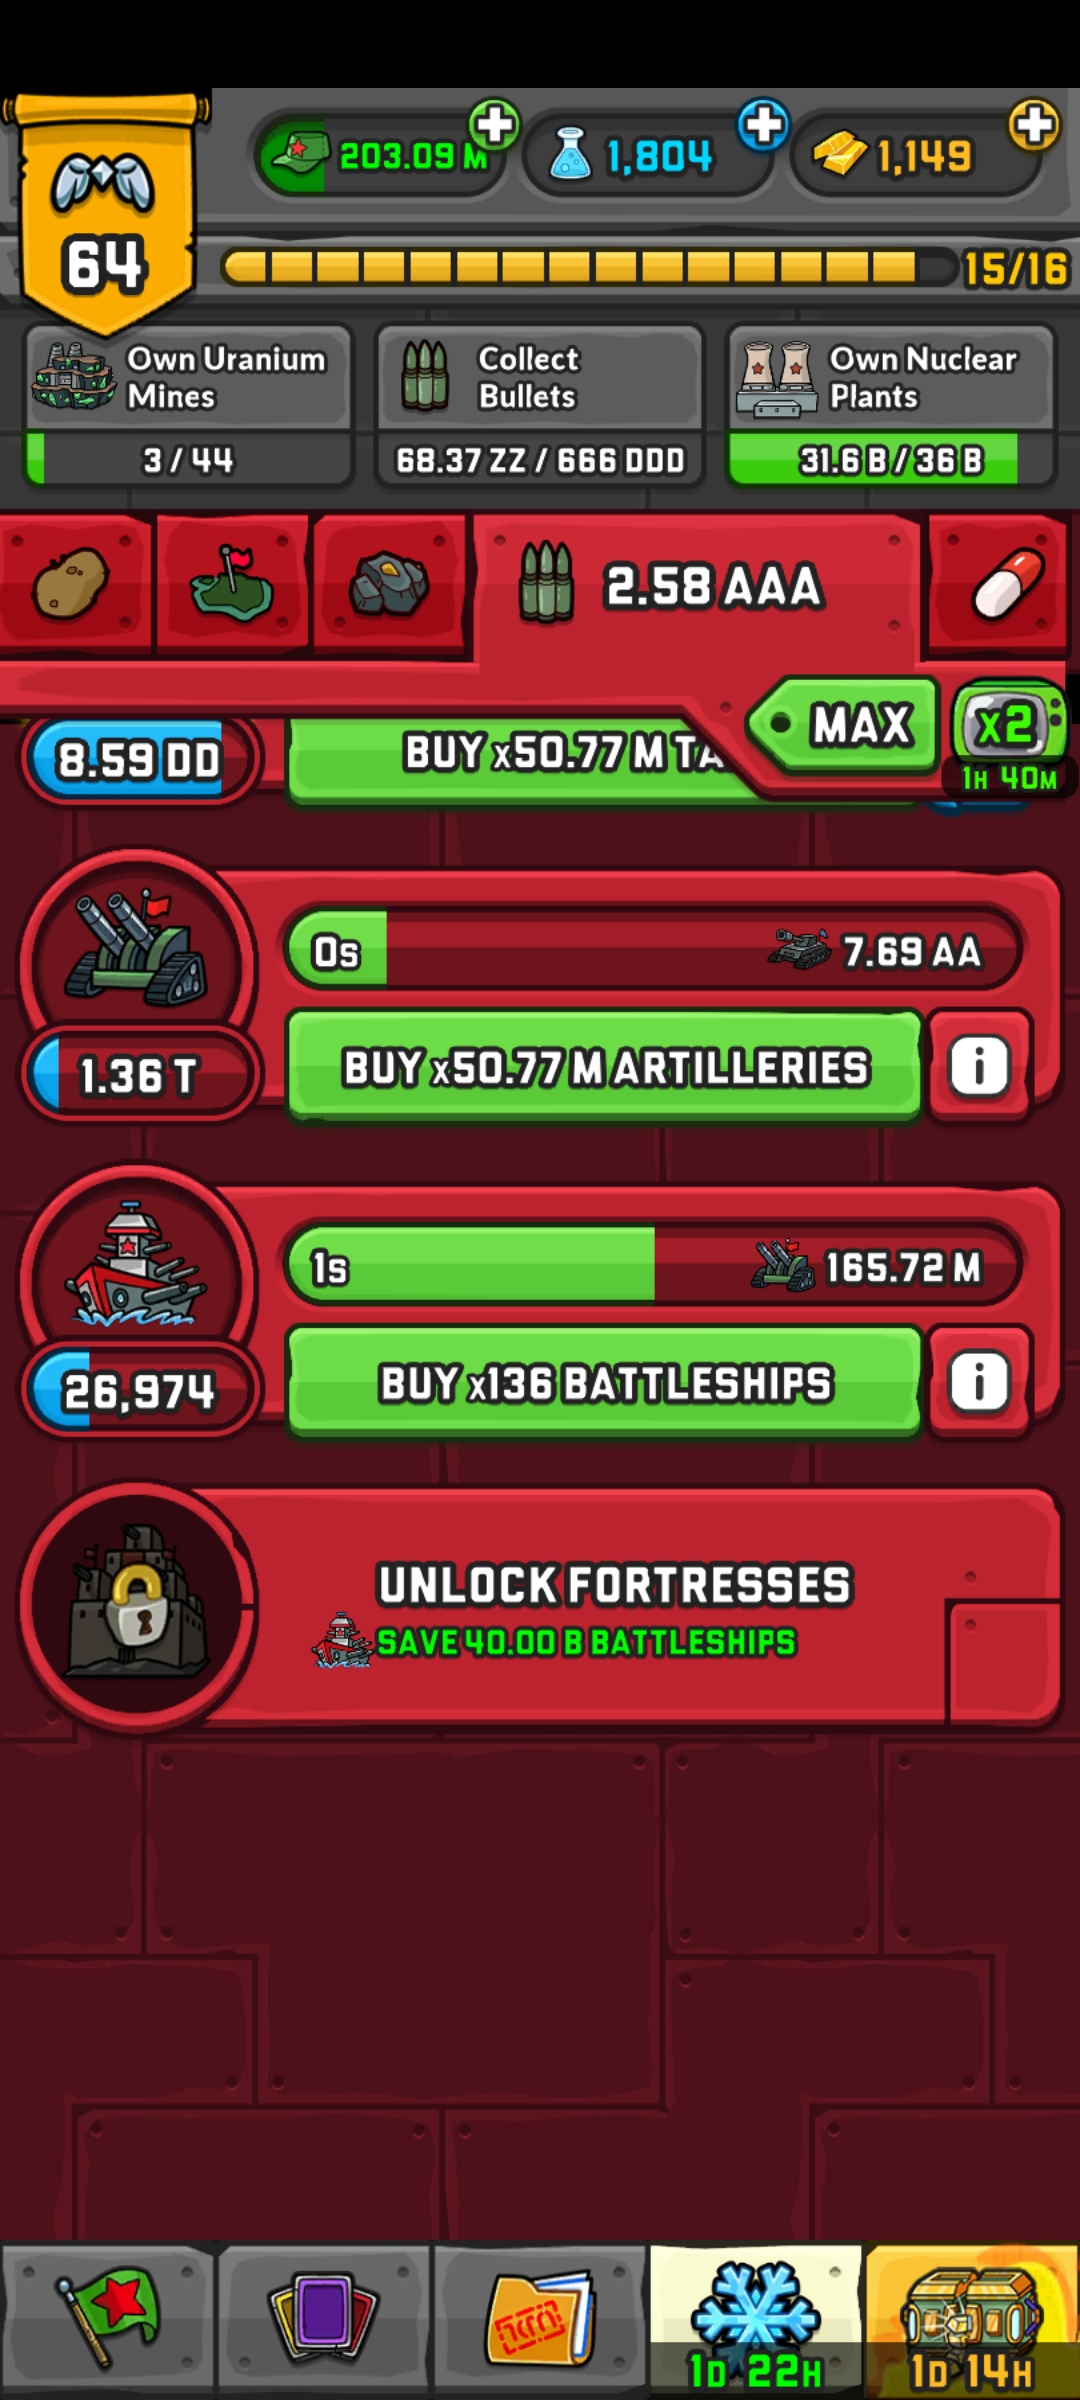 203.09 M
1,804
1,149
64
15/16
Own Uranium
Mines
3 / 44
Collect
Bullets
68.37 ZZ / 666 DDD
Own Nuclear
Plants
31.6 B / 36 B
2.58 AAA
MAX
X2
1H 40M
8.59 DD
BUY x50.77 M TA
0s
7.69 AA
1.36 T
BUY x50.77 M ARTILLERIES
i
1s
165.72 M
26,974
BUY x136 BATTLESHIPS
i
UNLOCK FORTRESSES
SAVE 40.00 B BATTLESHIPS
1D 22H
1D 14H